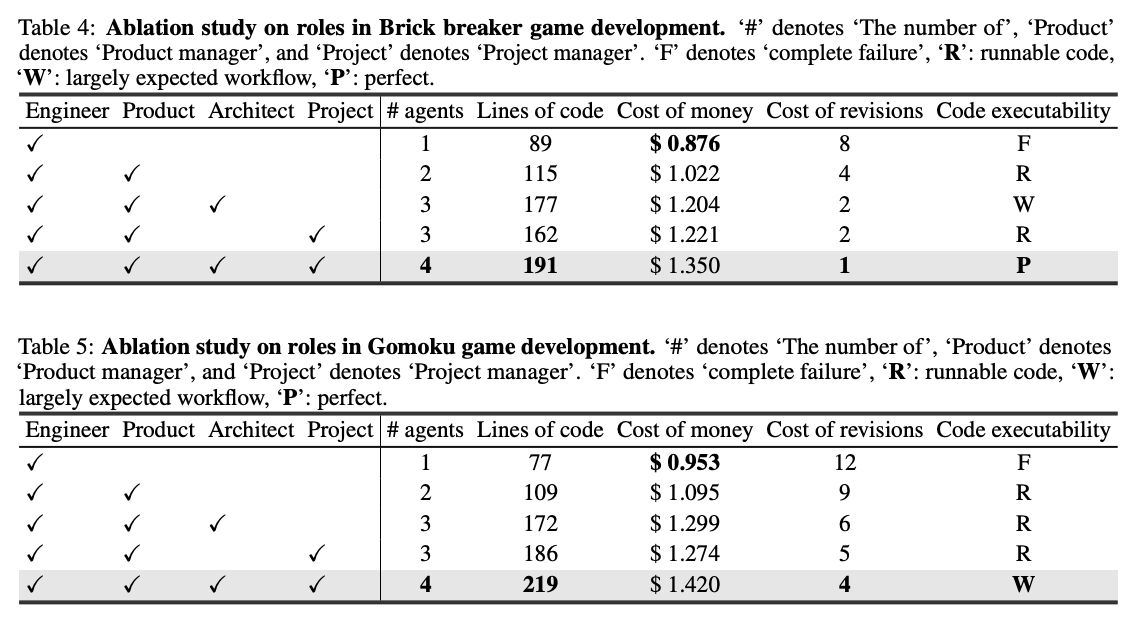 Table 4: Ablation study on roles in Brick breaker game development. ‘#’ denotes ‘The number of’, ‘Product’
denotes ‘Product manager’, and ‘Project’ denotes ‘Project manager’. ‘F’ denotes ‘complete failure’, ‘R’: runnable code,
‘W’: largely expected workflow, ‘P’: perfect.
Engineer Product Architect Project # agents Lines of code Cost of money Cost of revisions Code executability
✓ 1 89 $ 0.876 8 F
✓ ✓ 2 115 $ 1.022 4 R
✓ ✓ ✓ 3 177 $ 1.204 2 W
✓ ✓ ✓ 3 162 $ 1.221 2 R
✓ ✓ ✓ ✓ 4 191 $ 1.350 1 P
Table 5: Ablation study on roles in Gomoku game development. ‘#’ denotes ‘The number of’, ‘Product’ denotes
‘Product manager’, and ‘Project’ denotes ‘Project manager’. ‘F’ denotes ‘complete failure’, ‘R’: runnable code, ‘W’:
largely expected workflow, ‘P’: perfect.
Engineer Product Architect Project # agents Lines of code Cost of money Cost of revisions Code executability
✓ 1 77 $ 0.953 12 F
✓ ✓ 2 109 $ 1.095 9 R
✓ ✓ ✓ 3 172 $ 1.299 6 R
✓ ✓ ✓ 3 186 $ 1.274 5 R
✓ ✓ ✓ ✓ 4 219 $ 1.420 4 W